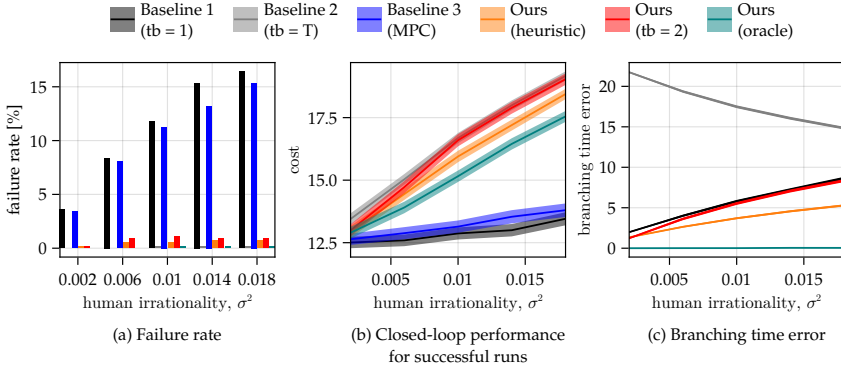 Baseline 1 Baseline 2 Baseline 3 Ours Ours Ours
(tb = 1) (tb = T) (MPC) (heuristic) (tb = 2) (oracle)
failure rate [%]
15
10
5
0
0.002 0.006 0.01 0.014 0.018
human irrationality, σ²
(a) Failure rate
cost
17.5
15.0
12.5
0.005 0.010 0.015
human irrationality, σ²
(b) Closed-loop performance
for successful runs
branching time error
20
15
10
5
0
0.005 0.010 0.015
human irrationality, σ²
(c) Branching time error